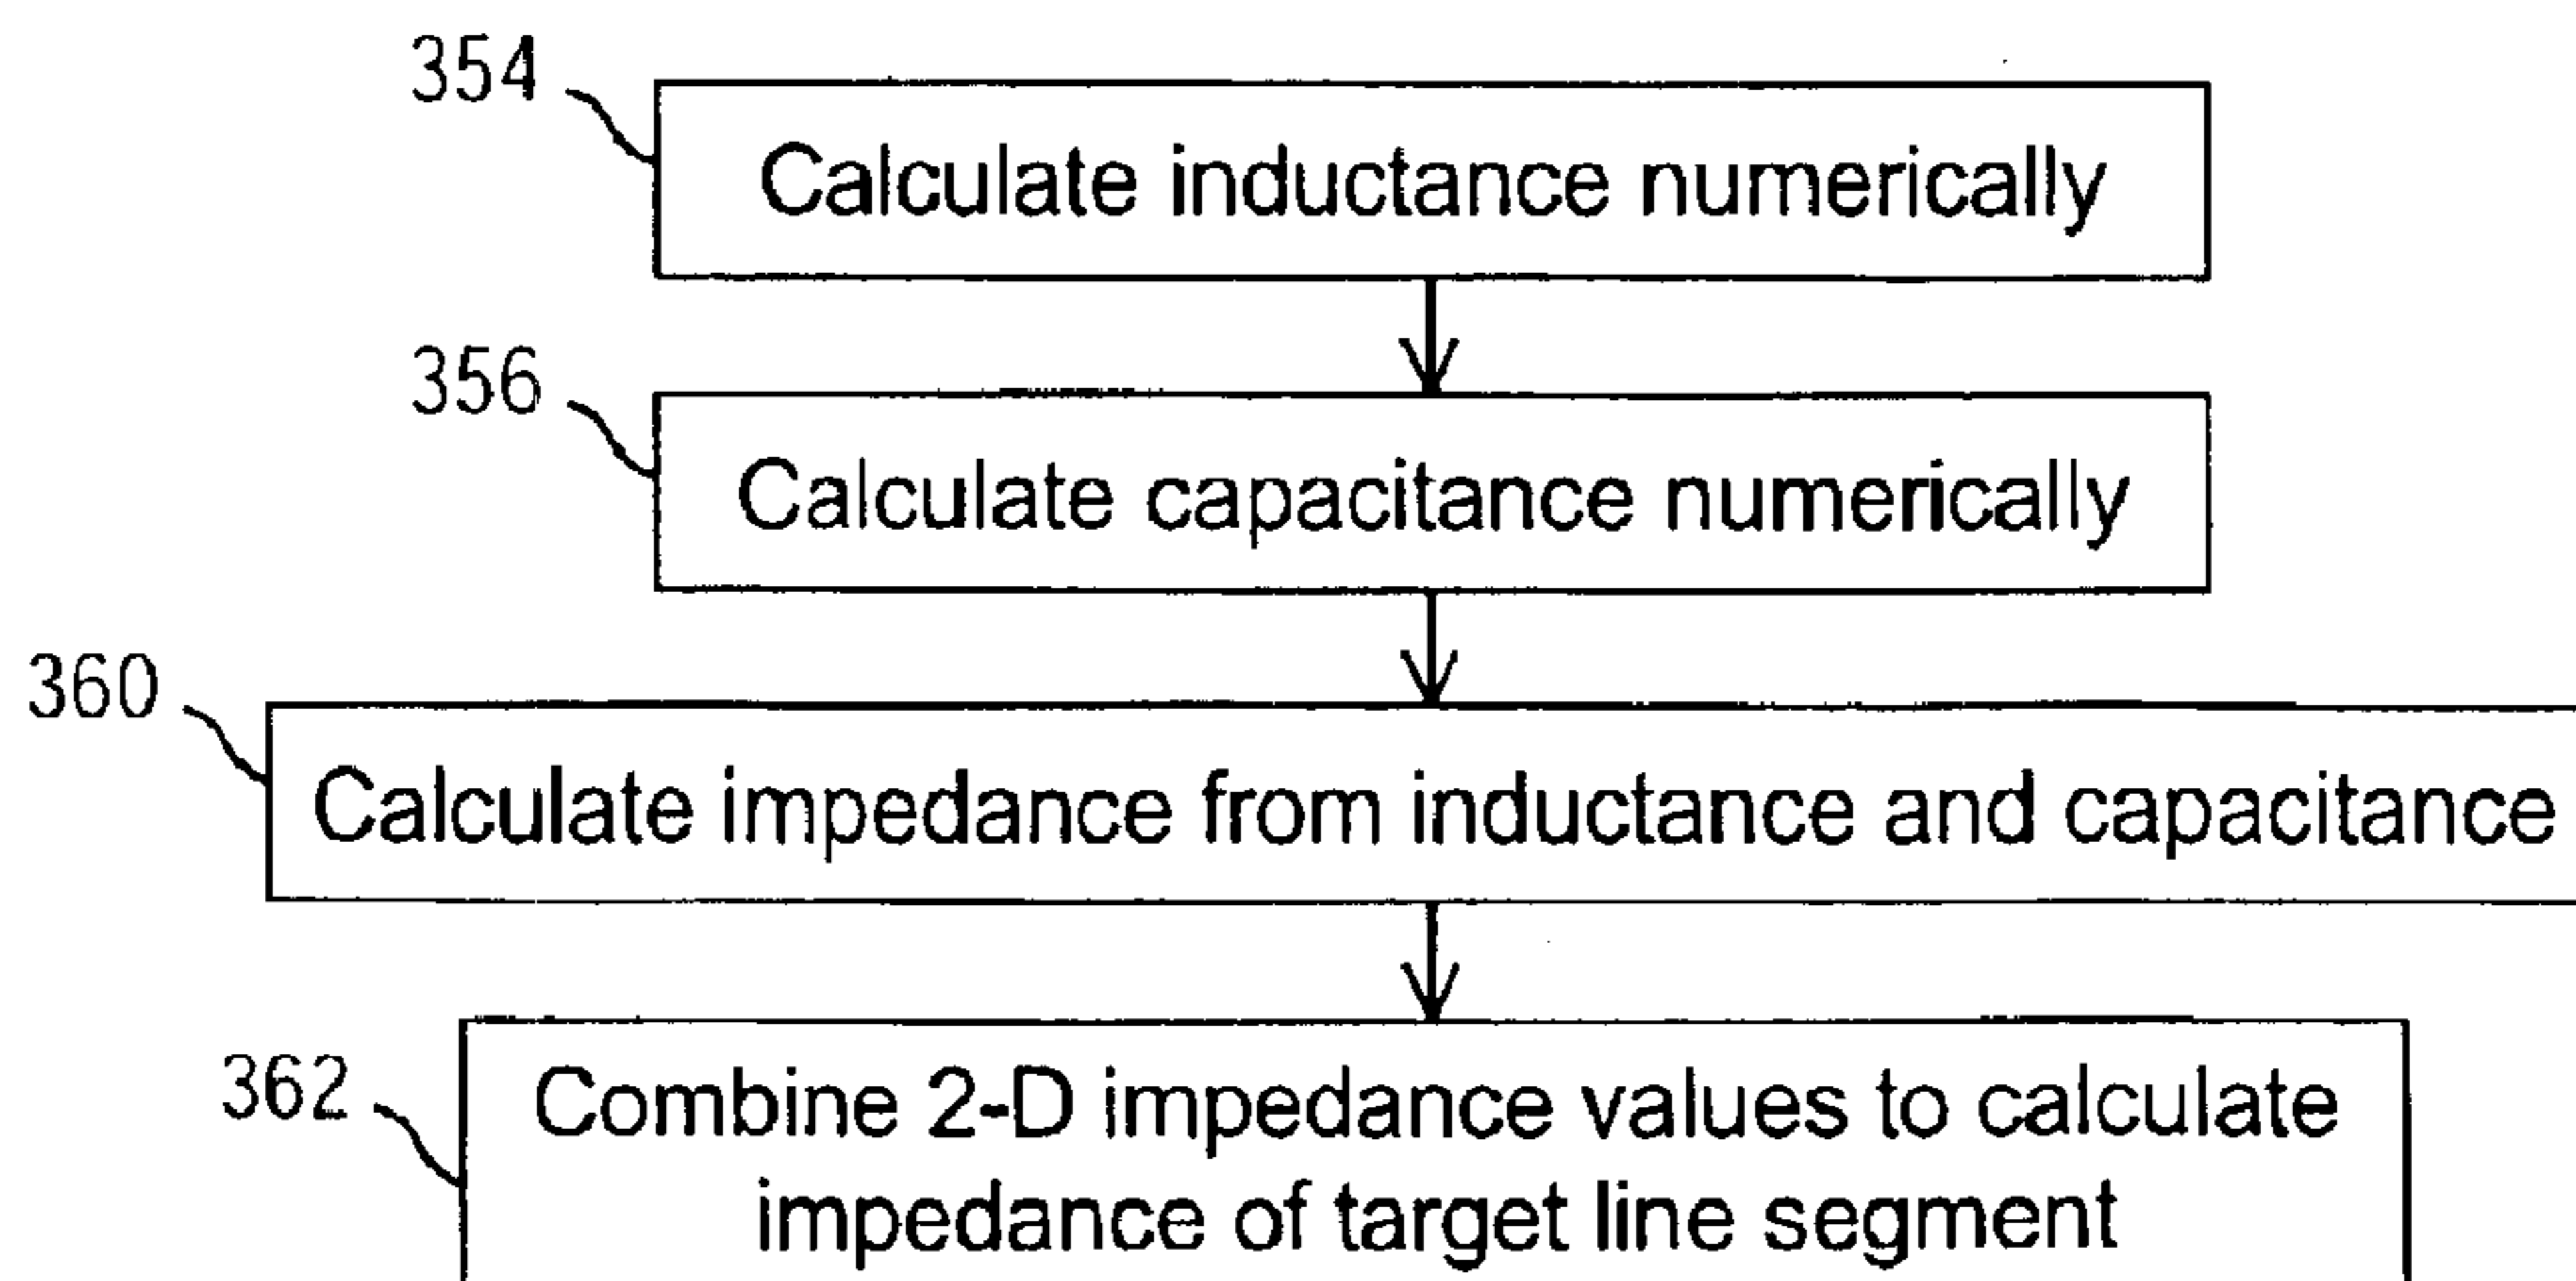 354
Calculate inductance numerically
356
Calculate capacitance numerically
360
Calculate impedance from inductance and capacitance
362
Combine 2-D impedance values to calculate
impedance of target line segment